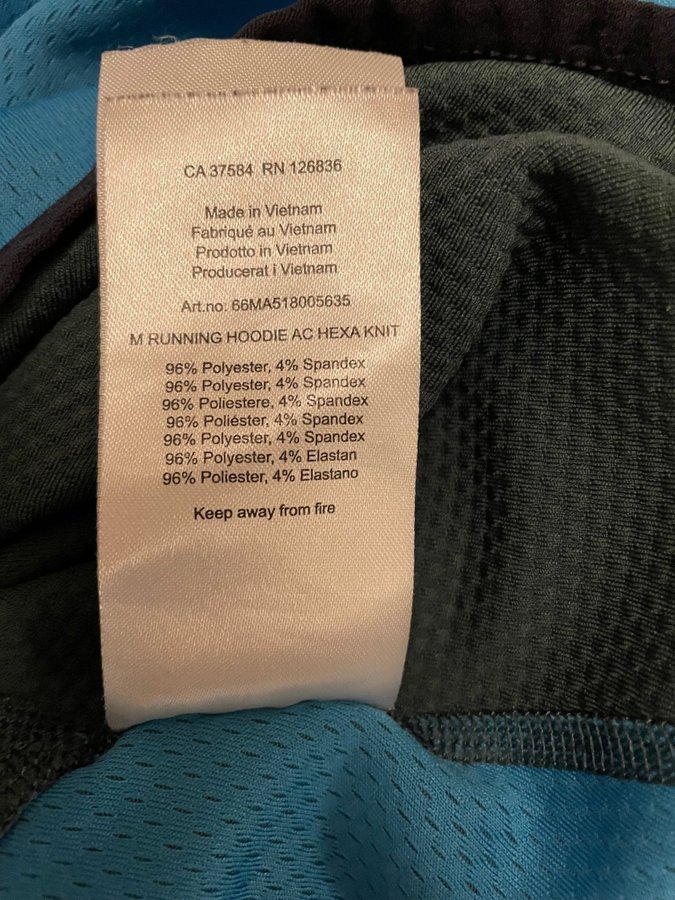 CA 37584 RN 126836
Made in Vietnam
Fabriqué au Vietnam
Prodotto in Vietnam
Producerat i Vietnam
Art.no: 66MA518005635
M RUNNING HOODIE AC HEXA KNIT
96% Polyester, 4% Spandex
96% Polyester, 4% Spandex
96% Poliestere, 4% Spandex
96% Poliéster, 4% Spandex
96% Polyester, 4% Spandex
96% Polyester, 4% Elastan
96% Poliester, 4% Elastano
Keep away from fire